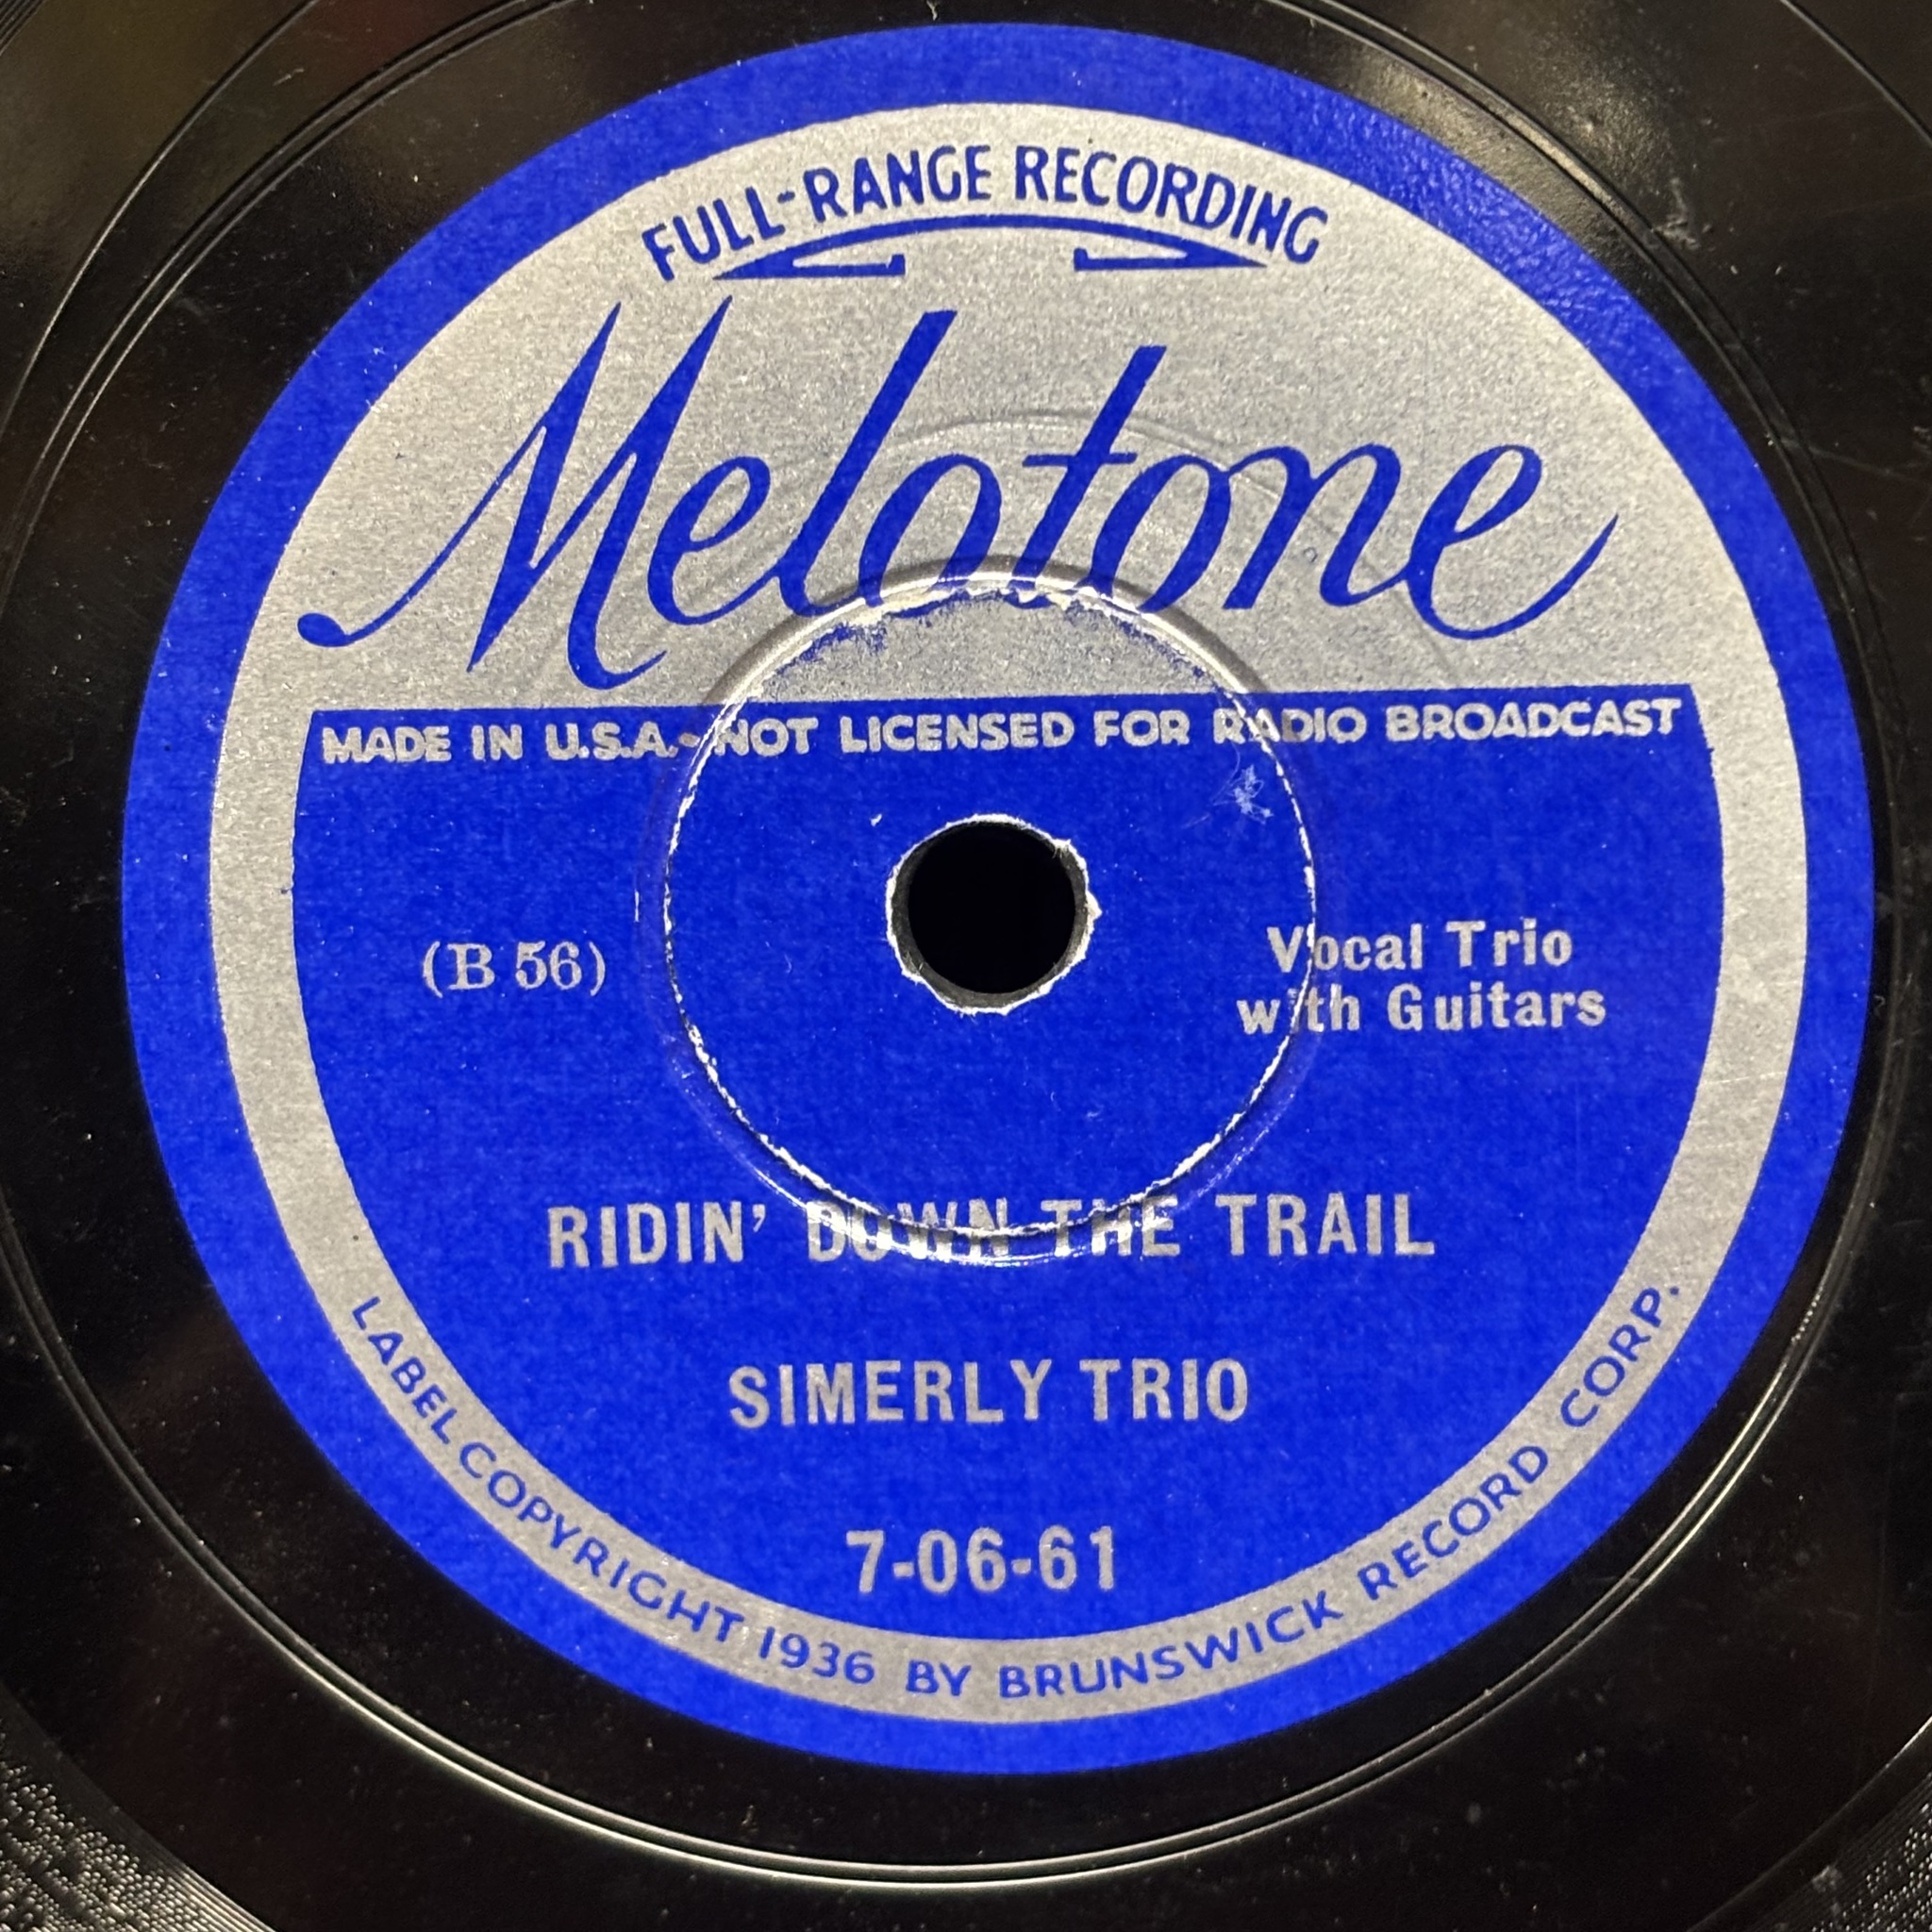 FULL-RANGE RECORDING
Melotone
MADE IN U.S.A.-NOT LICENSED FOR RADIO BROADCAST
(B 56)
Vocal Trio
with Guitars
RIDIN' DOWN THE TRAIL
SIMERLY TRIO
7-06-61
LABEL COPYRIGHT 1936 BY BRUNSWICK RECORD CORP.